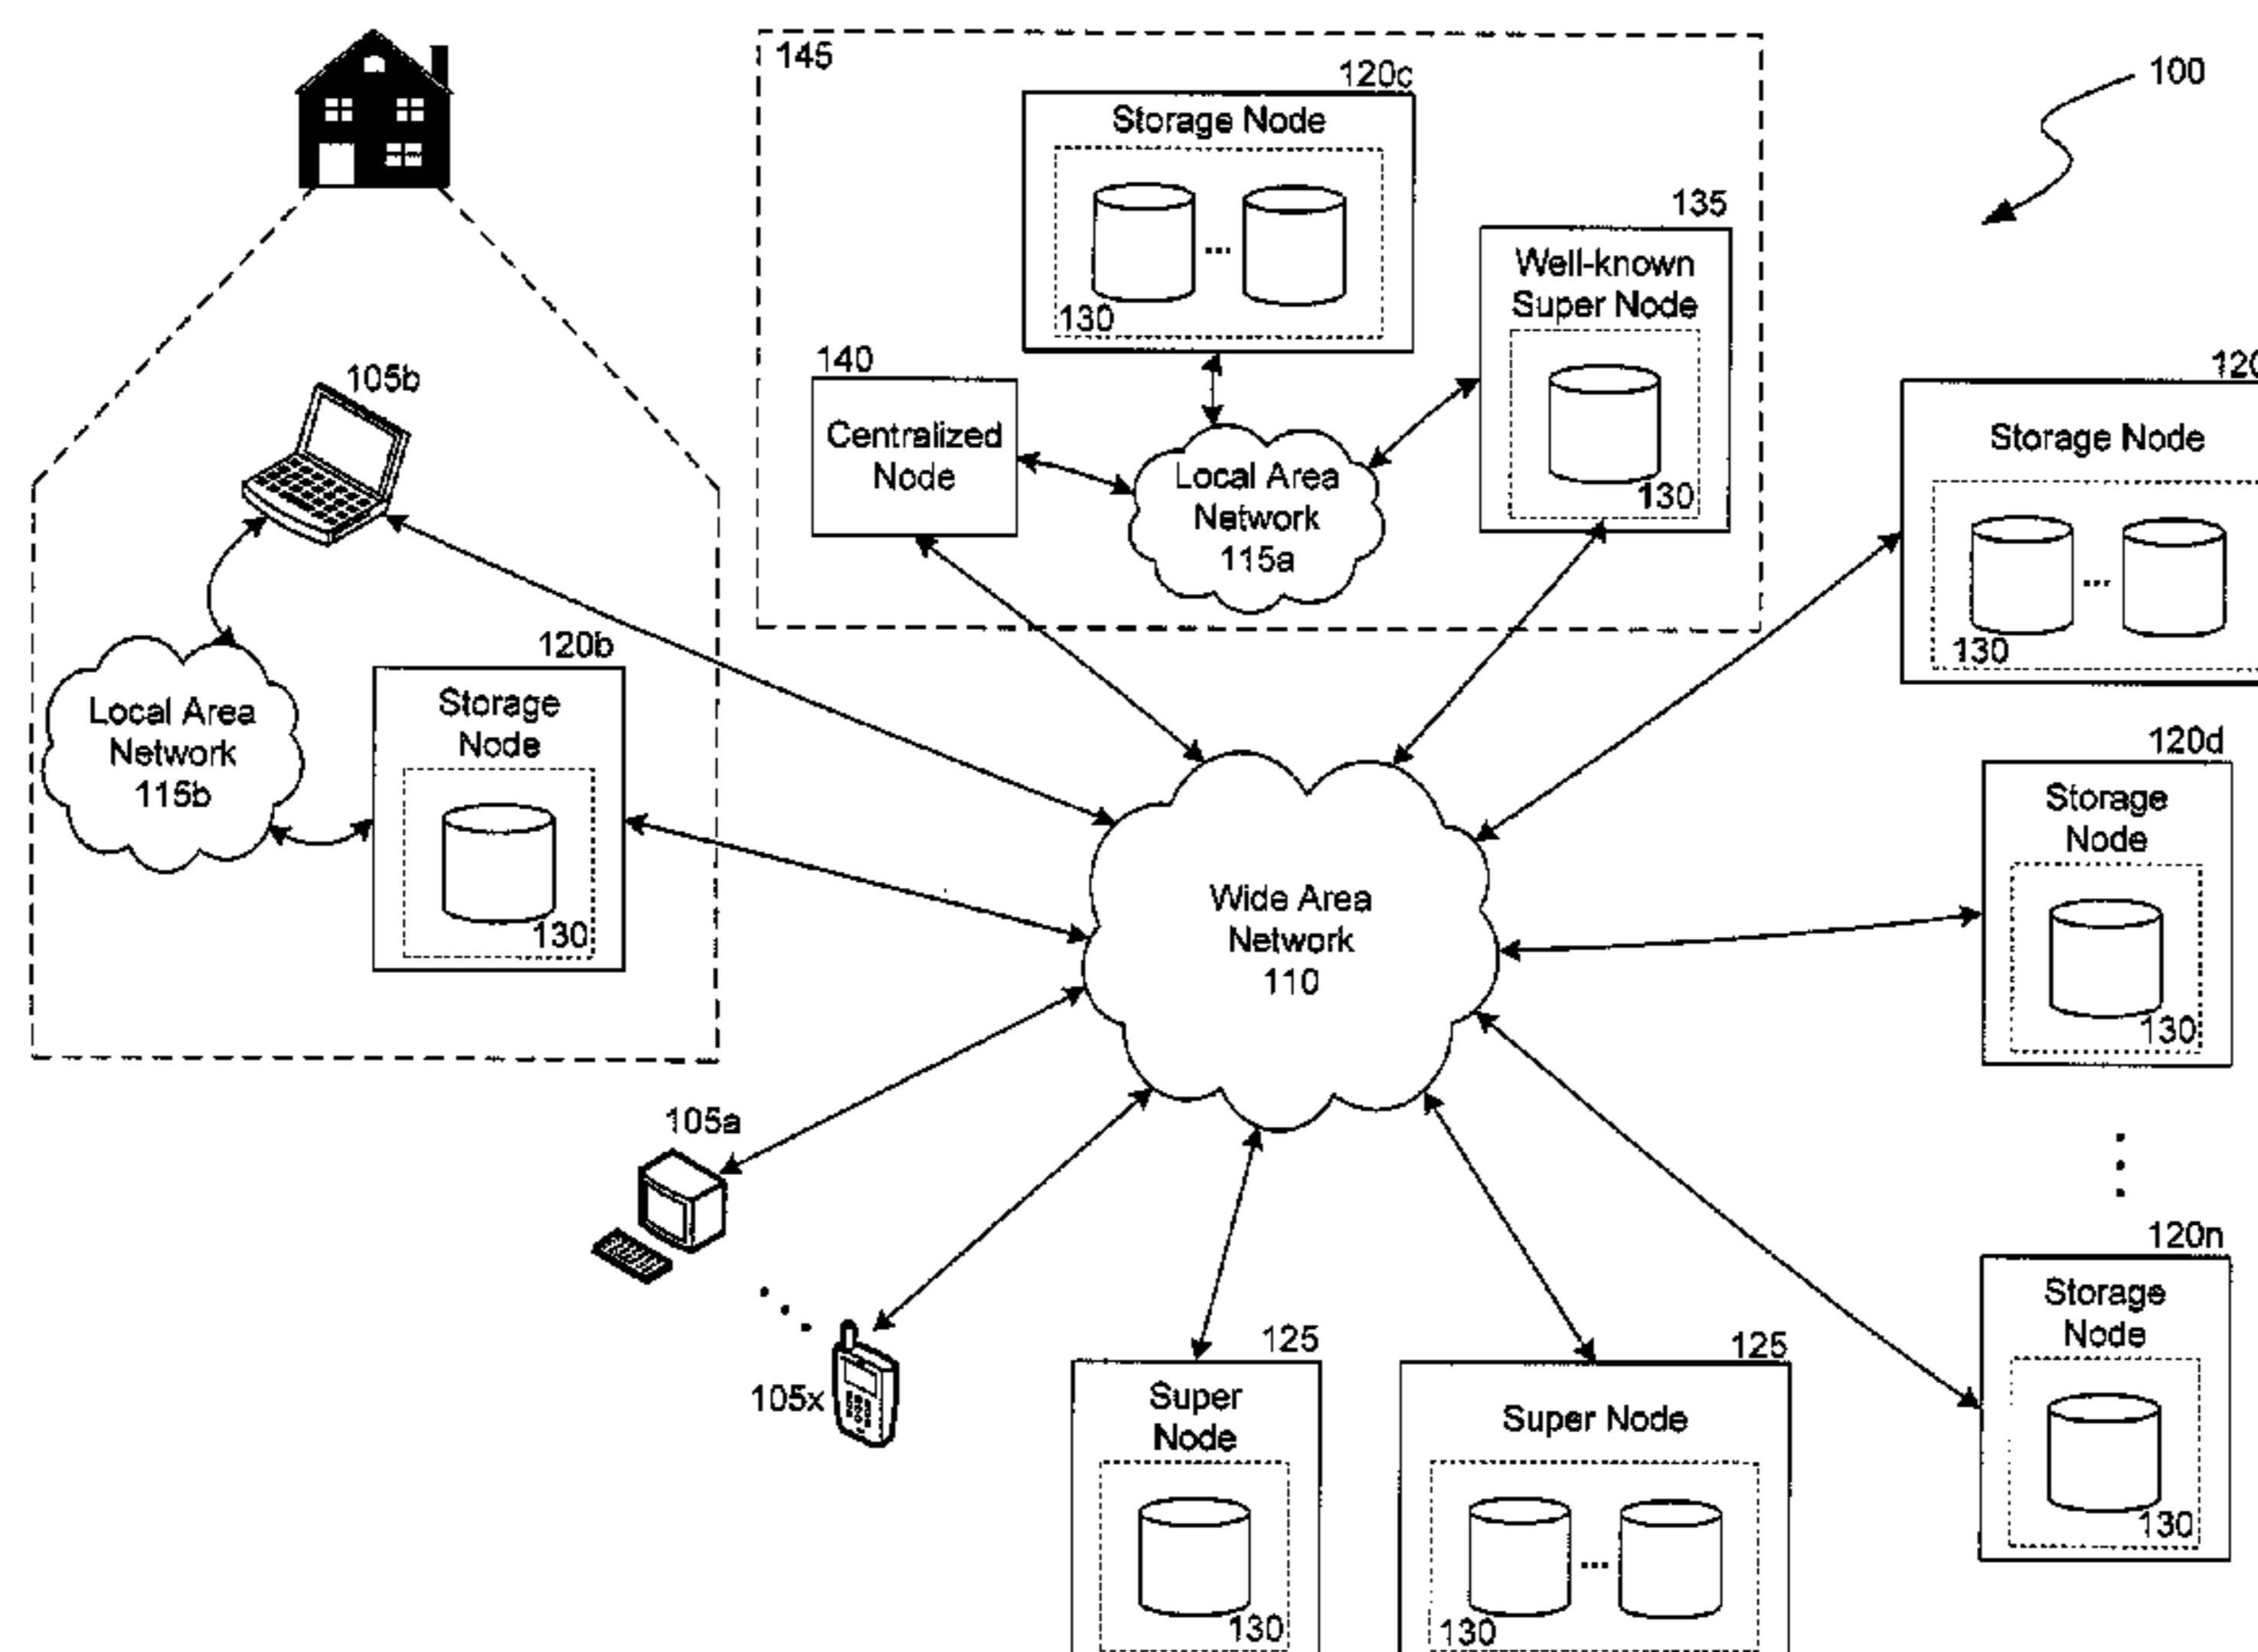 145
120c
100
Storage Node
...
130
135
Well-known
Super Node
130
140
Centralized
Node
Local Area
Network
115a
105b
120
Storage Node
...
130
120b
Storage
Node
130
Local Area
Network
115b
120d
Storage
Node
130
Wide Area
Network
110
105a
105x
120n
Storage
Node
130
125
Super
Node
130
125
Super Node
...
130